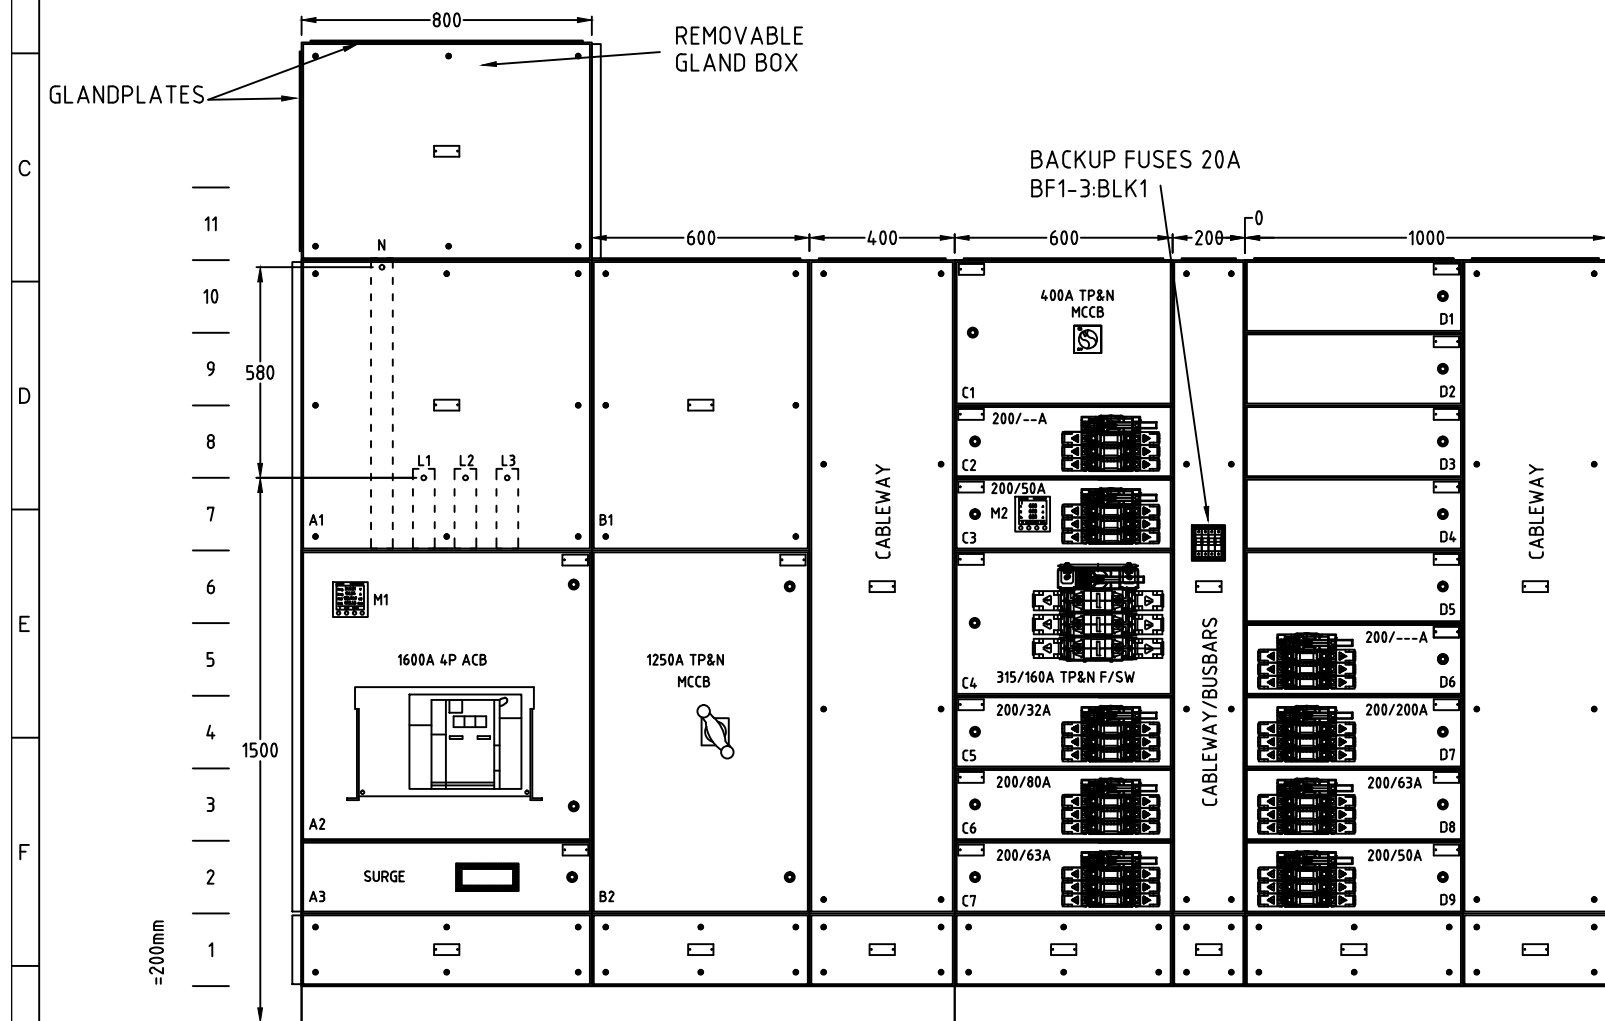 800
REMOVABLE
GLAND BOX
GLANDPLATES
C
BACKUP FUSES 20A
BF1-3:BLK1
11
N
600
400
600
200
0
1000
10
400A TP&N
MCCB
D1
9
580
D
C1
D2
8
200/--A
L1
L2
L3
C2
D3
CABLEWAY
CABLEWAY
7
200/50A
M2
A1
B1
C3
D4
6
M1
D5
E
5
1600A 4P ACB
1250A TP&N
MCCB
C4
315/160A TP&N F/SW
200/---A
D6
CABLEWAY/BUSBARS
4
1500
200/32A
C5
200/200A
D7
3
200/80A
200/63A
A2
C6
D8
F
2
SURGE
200/63A
200/50A
A3
B2
C7
D9
1
=200mm